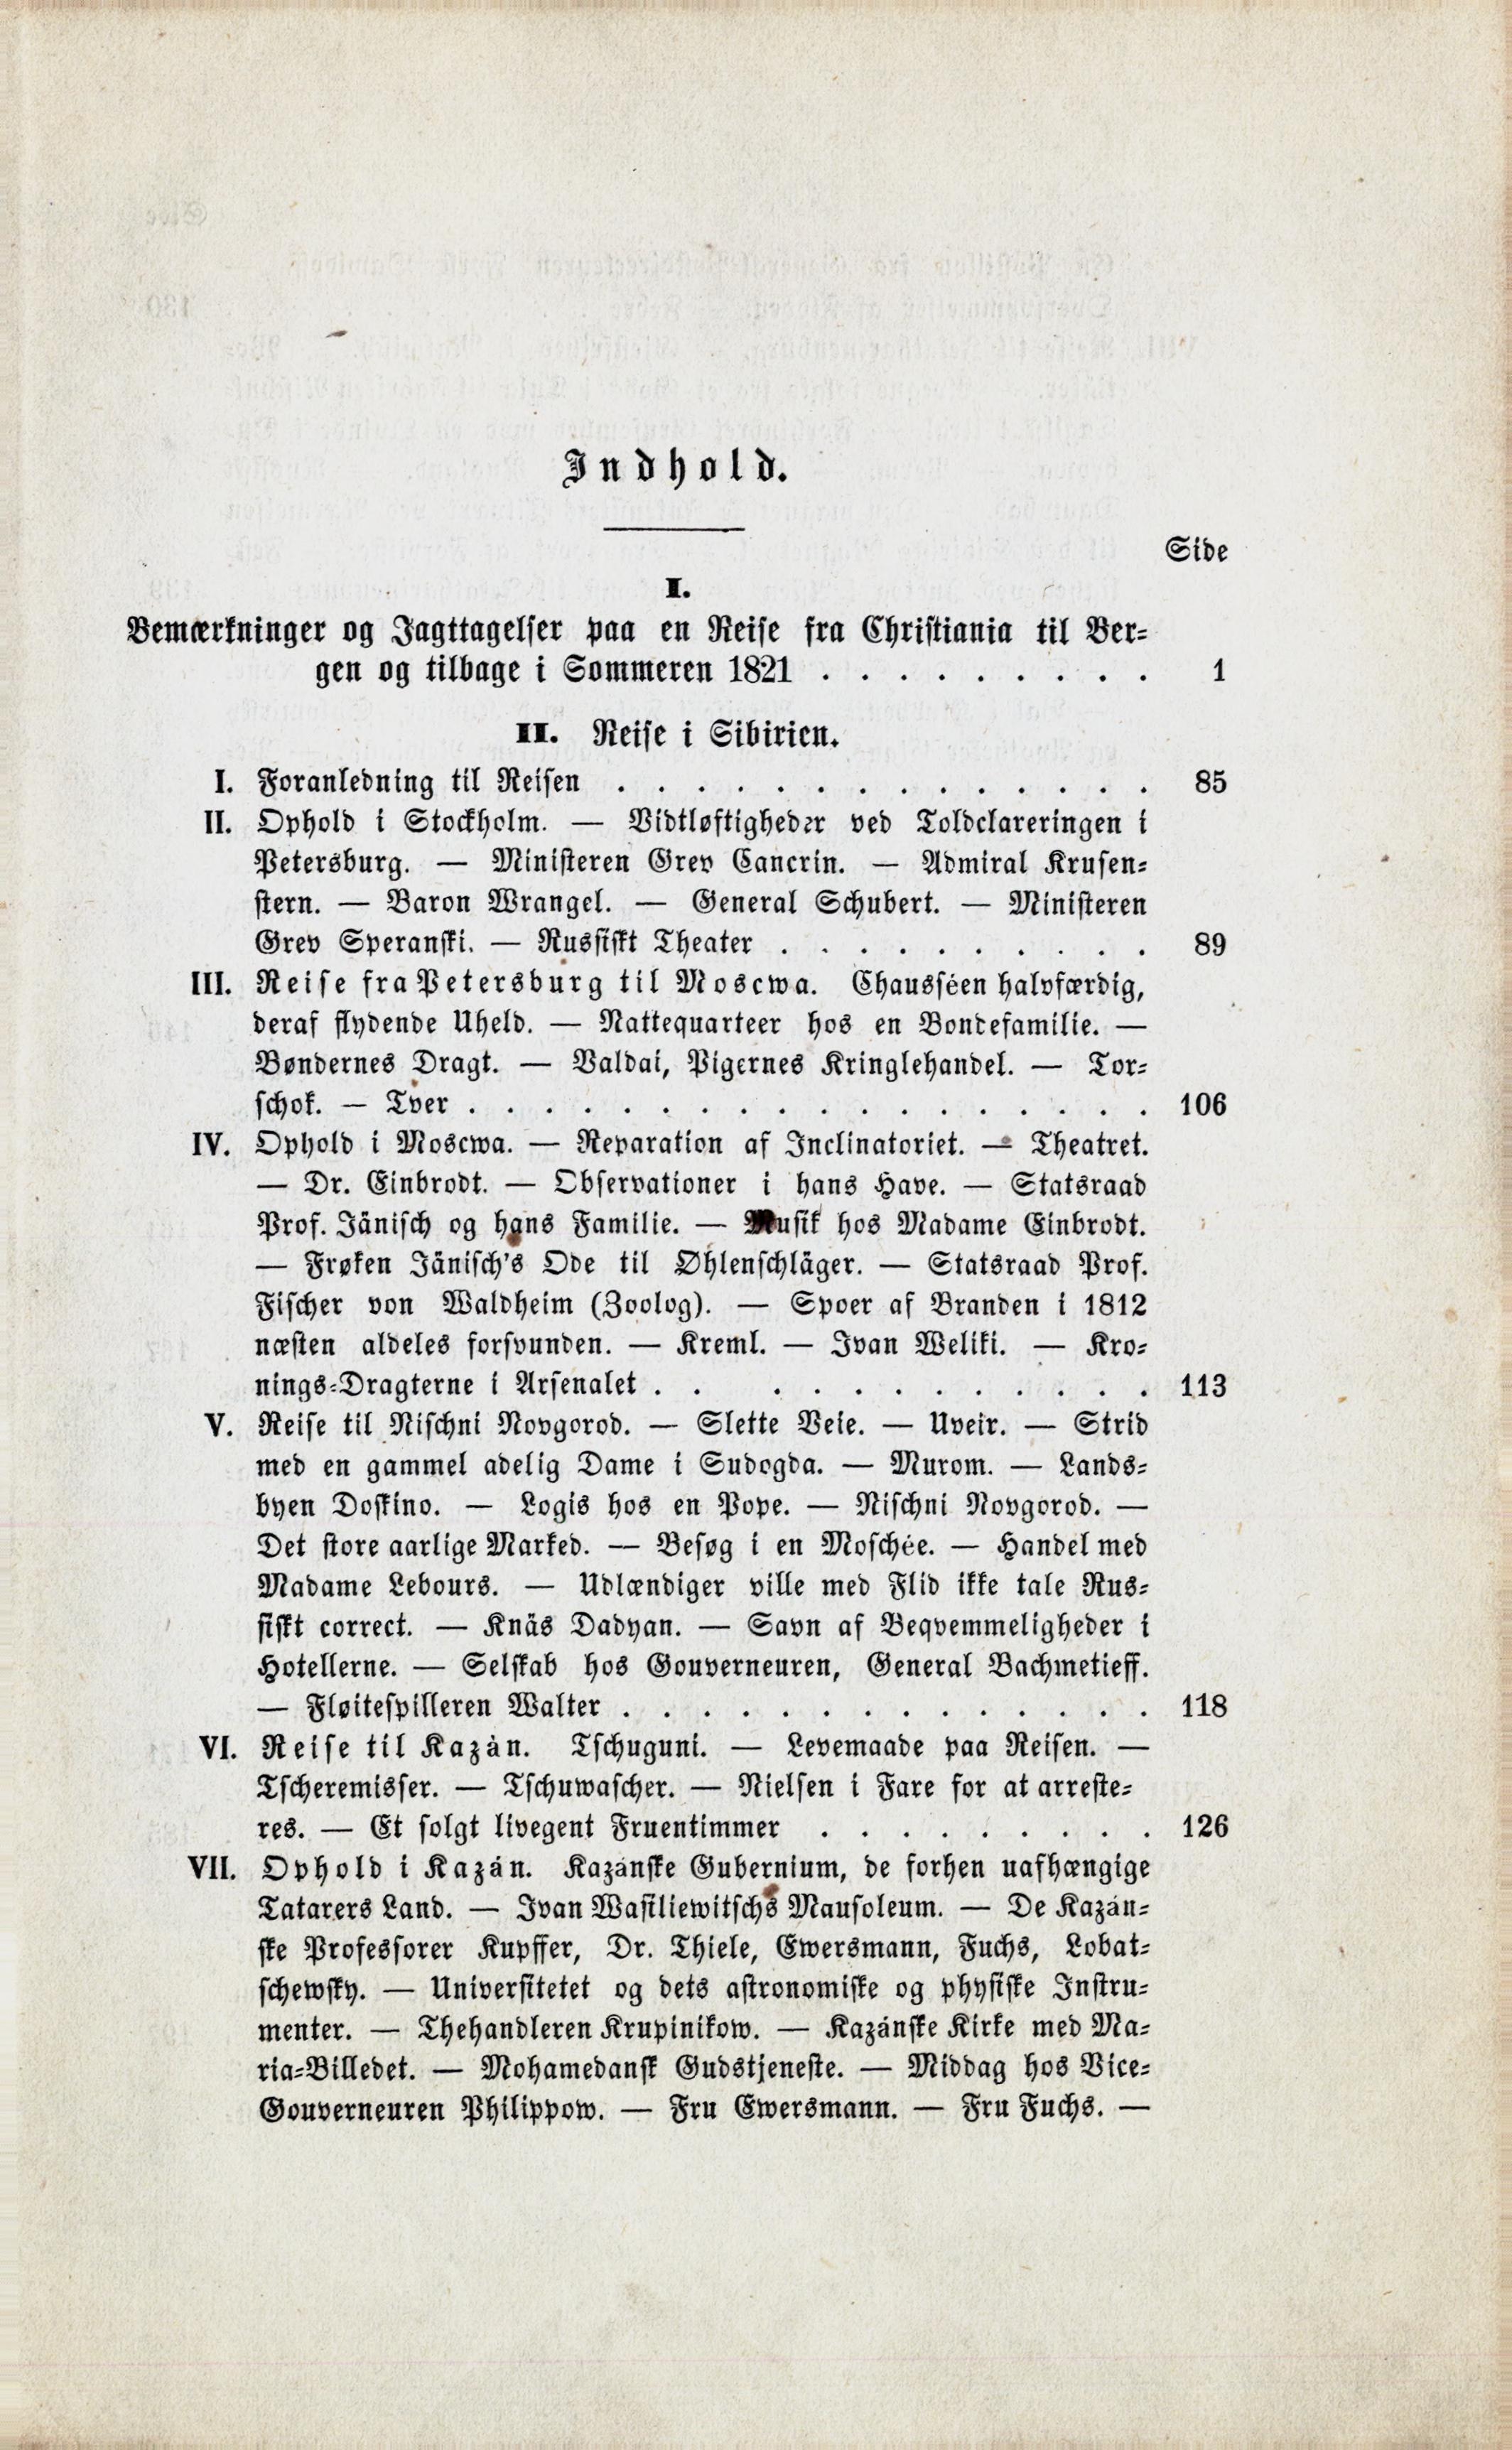 Indhold.
Side
I.
Bemærkninger og Jagttagelser paa en Reise fra Christiania til Ber-
gen og tilbage i Sommeren 1821 . . . . . . . . . 1
II. Reise i Sibirien.
I. Foranledning til Reisen . . . . . . . . . . . . . . 85
II. Ophold i Stockholm. — Vidtløftigheder ved Toldclareringen i
Petersburg. — Ministeren Grev Cancrin. — Admiral Krusen-
stern. — Baron Wrangel. — General Schubert. — Ministeren
Grev Speranski. — Russiskt Theater . . . . . . . . . . 89
III. Reise fra Petersburg til Moscwa. Chausséen halvfærdig,
deraf flydende Uheld. — Nattequarteer hos en Bondefamilie. —
Bøndernes Dragt. — Valdai, Pigernes Kringlehandel. — Tor-
schok. — Tver . . . . . . . . . . . . . . . . . . 106
IV. Ophold i Moscwa. — Reparation af Inclinatoriet. — Theatret.
— Dr. Einbrodt. — Observationer i hans Have. — Statsraad
Prof. Jänisch og hans Familie. — Musik hos Madame Einbrodt.
— Frøken Jänisch's Ode til Øhlenschläger. — Statsraad Prof.
Fischer von Waldheim (Zoolog). — Spoer af Branden i 1812
næsten aldeles forsvunden. — Kreml. — Ivan Weliki. — Kro-
nings-Dragterne i Arsenalet . . . . . . . . . . . . 113
V. Reise til Nischni Novgorod. — Slette Veie. — Uveir. — Strid
med en gammel adelig Dame i Sudogda. — Murom. — Lands-
byen Doskino. — Logis hos en Pope. — Nischni Novgorod. —
Det store aarlige Marked. — Besøg i en Moschée. — Handel med
Madame Lebours. — Udlændiger ville med Flid ikke tale Rus-
siskt correct. — Knäs Dadyan. — Savn af Beqvemmeligheder i
Hotellerne. — Selskab hos Gouverneuren, General Bachmetieff.
— Fløitespilleren Walter . . . . . . . . . . . . . . 118
VI. Reise til Kazàn. Tschuguni. — Levemaade paa Reisen. —
Tscheremisser. — Tschuwascher. — Nielsen i Fare for at arreste-
res. — Et solgt livegent Fruentimmer . . . . . . . . . 126
VII. Ophold i Kazán. Kazánske Gubernium, de forhen uafhængige
Tatarers Land. — Ivan Wasiliewitschs Mausoleum. — De Kazán-
ske Professorer Kupffer, Dr. Thiele, Ewersmann, Fuchs, Lobat-
schewsky. — Universitetet og dets astronomiske og physiske Instru-
menter. — Thehandleren Krupinikow. — Kazánske Kirke med Ma-
ria-Billedet. — Mohamedansk Gudstjeneste. — Middag hos Vice-
Gouverneuren Philippow. — Fru Ewersmann. — Fru Fuchs. —